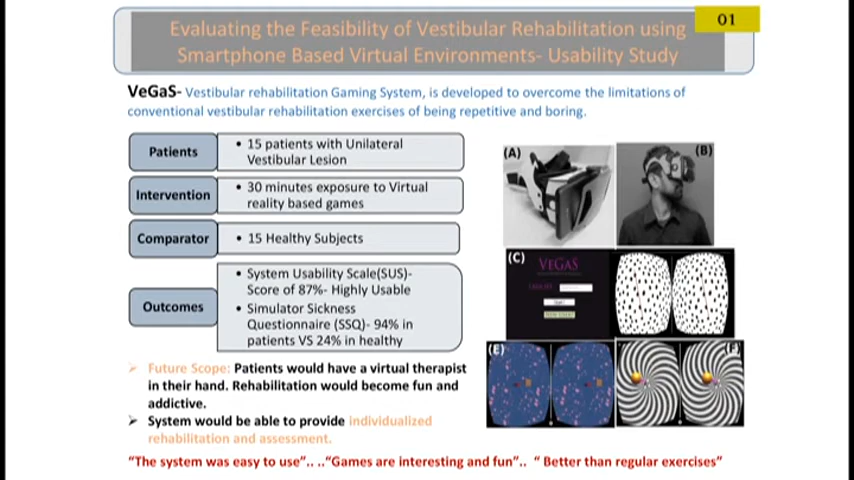 01
Evaluating the Feasibility of Vestibular Rehabilitation using
Smartphone Based Virtual Environments- Usability Study
VeGaS- Vestibular rehabilitation Gaming System, is developed to overcome the limitations of
conventional vestibular rehabilitation exercises of being repetitive and boring.
Patients
• 15 patients with Unilateral
Vestibular Lesion
Intervention
• 30 minutes exposure to Virtual
reality based games
Comparator
• 15 Healthy Subjects
Outcomes
• System Usability Scale(SUS)-
Score of 87%- Highly Usable
• Simulator Sickness
Questionnaire (SSQ)- 94% in
patients VS 24% in healthy
(A)
(B)
(C)
VEGAS
(E)
(F)
➢ Future Scope: Patients would have a virtual therapist
in their hand. Rehabilitation would become fun and
addictive.
➢ System would be able to provide individualized
rehabilitation and assessment.
“The system was easy to use”.. ..“Games are interesting and fun”.. “ Better than regular exercises”